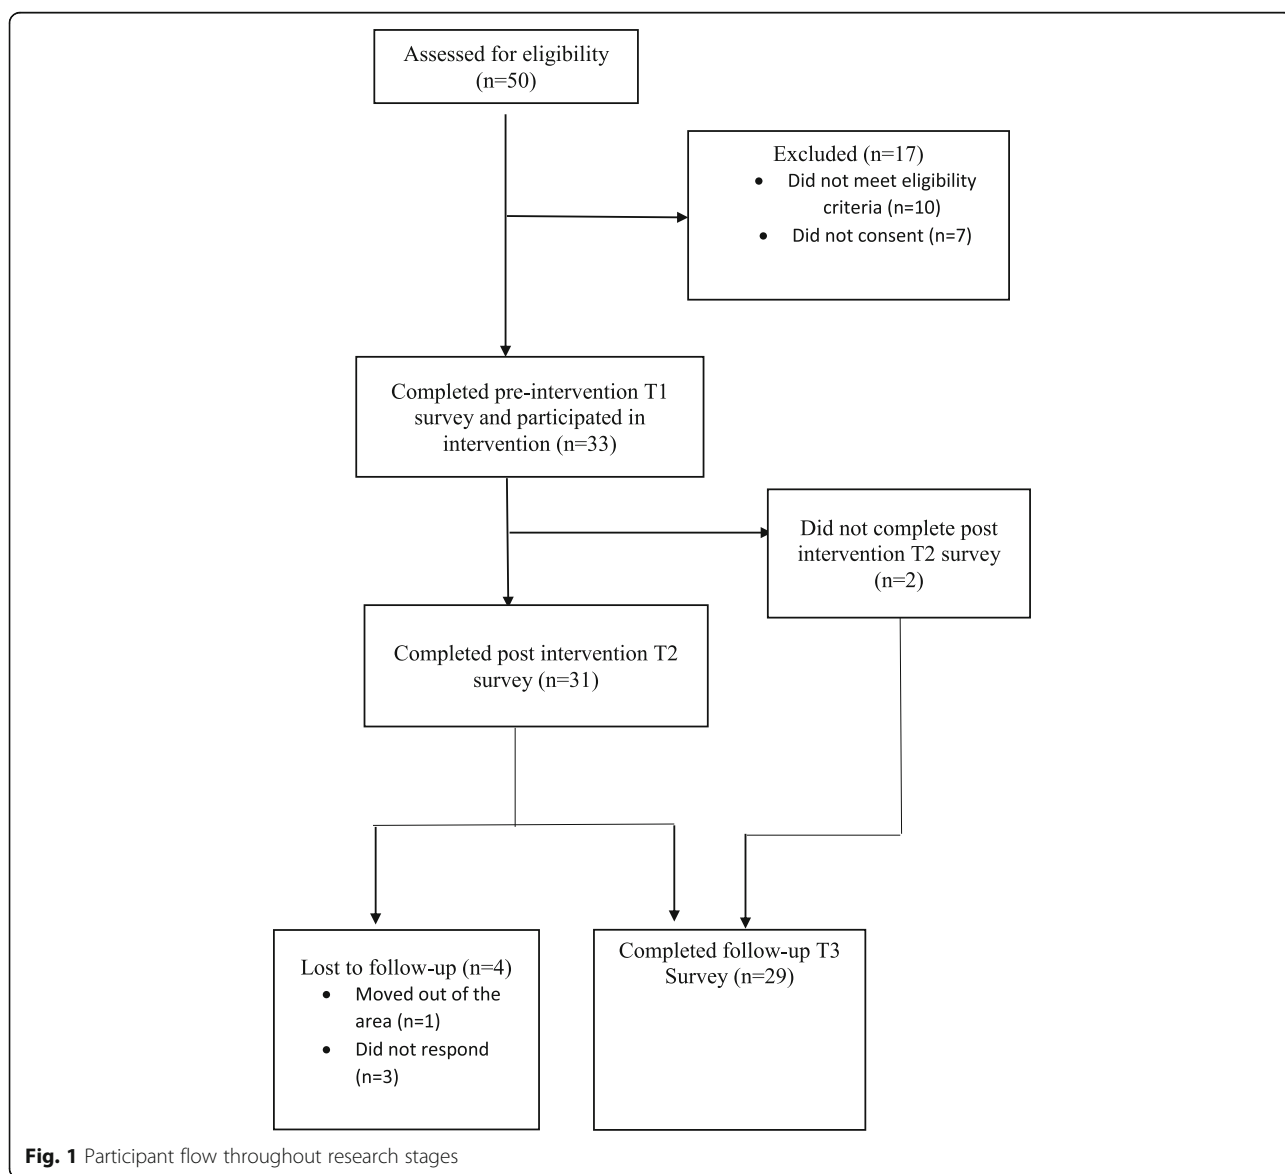 Assessed for eligibility
(n=50)
Excluded (n=17)
• Did not meet eligibility
criteria (n=10)
• Did not consent (n=7)
Completed pre-intervention T1
survey and participated in
intervention (n=33)
Did not complete post
intervention T2 survey
(n=2)
Completed post intervention T2
survey (n=31)
Lost to follow-up (n=4)
• Moved out of the
area (n=1)
• Did not respond
(n=3)
Completed follow-up T3
Survey (n=29)
Fig. 1 Participant flow throughout research stages